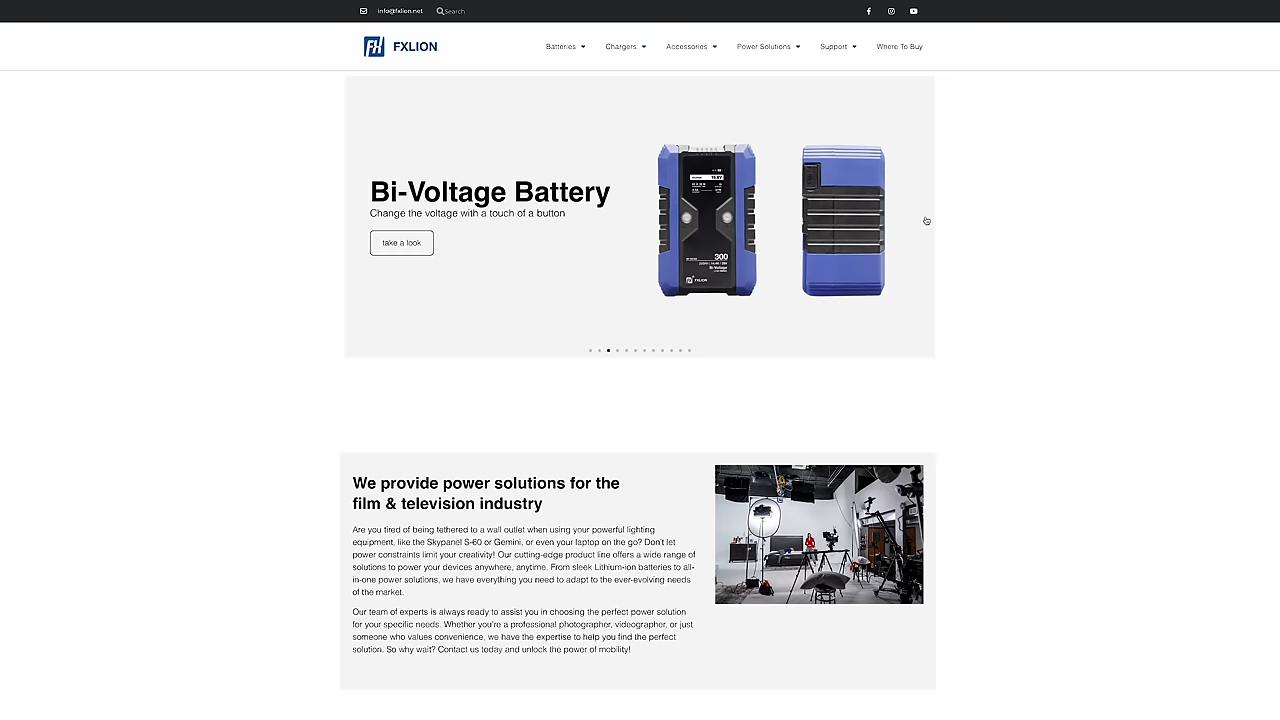 info@fxlion.net
Search
FXLION
Batteries
Chargers
Accessories
Power Solutions
Support
Where To Buy
Bi-Voltage Battery
Change the voltage with a touch of a button
take a look
300
Bi-Voltage
FXLION
We provide power solutions for the
film & television industry
Are you tired of being tethered to a wall outlet when using your powerful lighting
equipment, like the Skypanel S-60 or Gemini, or even your laptop on the go? Don't let
power constraints limit your creativity! Our cutting-edge product line offers a wide range of
solutions to power your devices anywhere, anytime. From sleek Lithium-ion batteries to all-
in-one power solutions, we have everything you need to adapt to the ever-evolving needs
of the market.
Our team of experts is always ready to assist you in choosing the perfect power solution
for your specific needs. Whether you're a professional photographer, videographer, or just
someone who values convenience, we have the expertise to help you find the perfect
solution. So why wait? Contact us today and unlock the power of mobility!